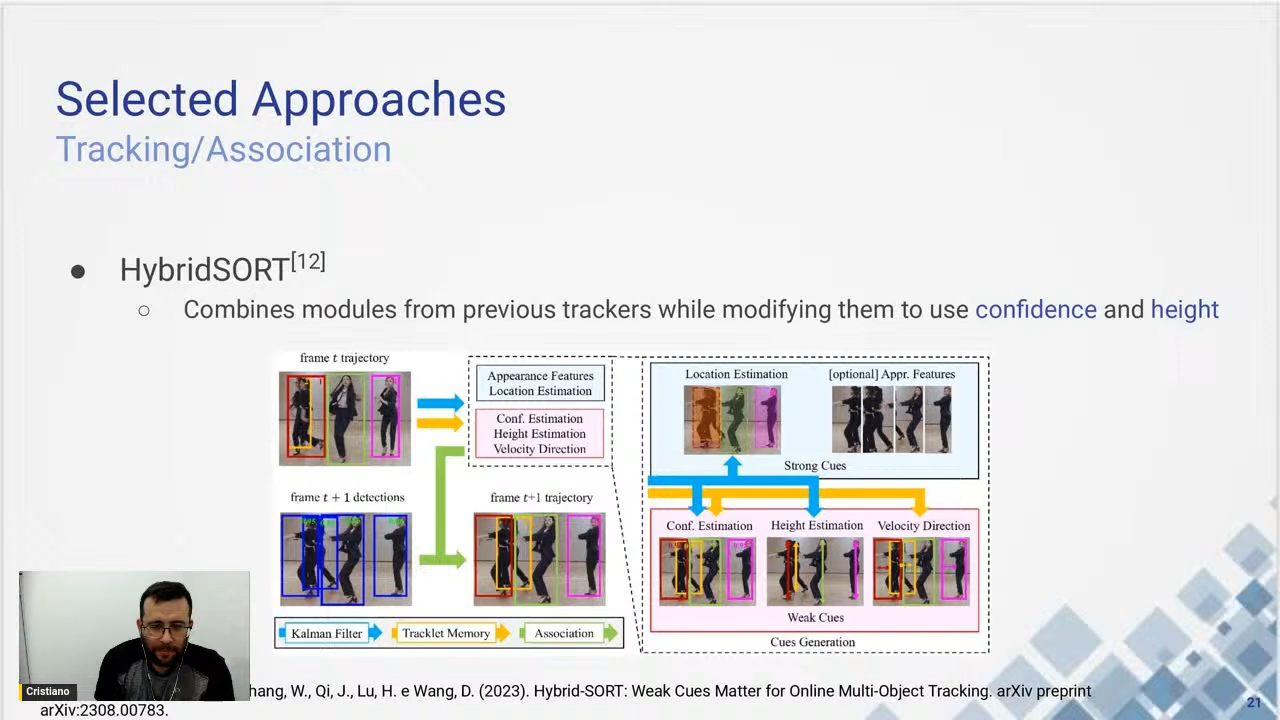 Selected Approaches
Tracking/Association
● HybridSORT[12]
○ Combines modules from previous trackers while modifying them to use confidence and height
frame t trajectory
Appearance Features
Location Estimation
Conf. Estimation
Height Estimation
Velocity Direction
frame t + 1 detections
frame t+1 trajectory
Kalman Filter
Tracklet Memory
Association
Location Estimation
[optional] Appr. Features
Strong Cues
Conf. Estimation
Height Estimation
Velocity Direction
Weak Cues
Cues Generation
Cristiano
hang, W., Qi, J., Lu, H. e Wang, D. (2023). Hybrid-SORT: Weak Cues Matter for Online Multi-Object Tracking. arXiv preprint
arXiv:2308.00783.
21